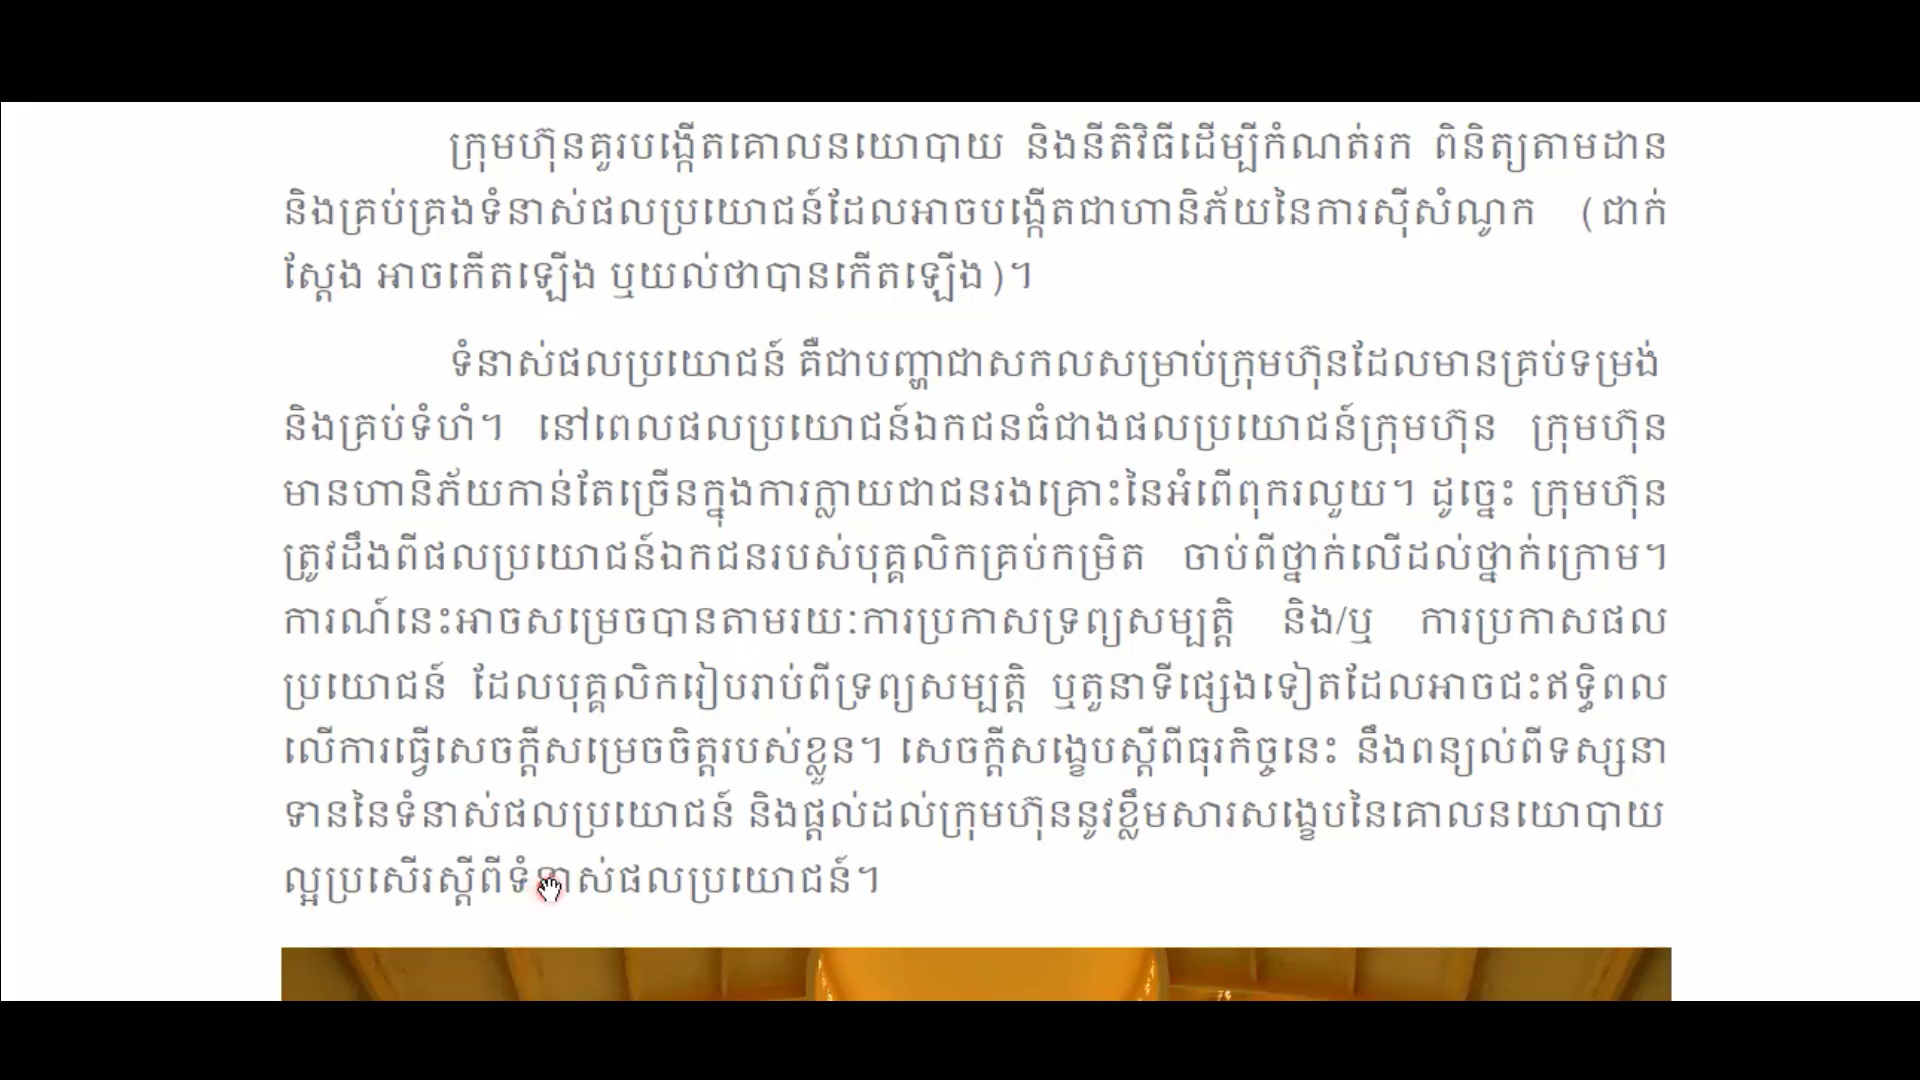 ក្រុមហ៊ុនគួរបង្កើតគោលនយោបាយ និងនីតិវិធីដើម្បីកំណត់រក ពិនិត្យតាមដាន
និងគ្រប់គ្រងទំនាស់ផលប្រយោជន៍ដែលអាចបង្កើតជាហានិភ័យនៃការស៊ីសំណូក (ជាក់
ស្តែង អាចកើតឡើង ឬយល់ថាបានកើតឡើង)។
ទំនាស់ផលប្រយោជន៍ គឺជាបញ្ហាជាសកលសម្រាប់ក្រុមហ៊ុនដែលមានគ្រប់ទម្រង់
និងគ្រប់ទំហំ។ នៅពេលផលប្រយោជន៍ឯកជនធំជាងផលប្រយោជន៍ក្រុមហ៊ុន ក្រុមហ៊ុន
មានហានិភ័យកាន់តែច្រើនក្នុងការក្លាយជាជនរងគ្រោះនៃអំពើពុករលួយ។ ដូច្នេះ ក្រុមហ៊ុន
ត្រូវដឹងពីផលប្រយោជន៍ឯកជនរបស់បុគ្គលិកគ្រប់កម្រិត ចាប់ពីថ្នាក់លើដល់ថ្នាក់ក្រោម។
ការណ៍នេះអាចសម្រេចបានតាមរយៈការប្រកាសទ្រព្យសម្បត្តិ និង/ឬ ការប្រកាសផល
ប្រយោជន៍ ដែលបុគ្គលិករៀបរាប់ពីទ្រព្យសម្បត្តិ ឬតួនាទីផ្សេងទៀតដែលអាចជះឥទ្ធិពល
លើការធ្វើសេចក្តីសម្រេចចិត្តរបស់ខ្លួន។ សេចក្តីសង្ខេបស្តីពីធុរកិច្ចនេះ នឹងពន្យល់ពីទស្សនា
ទាននៃទំនាស់ផលប្រយោជន៍ និងផ្តល់ដល់ក្រុមហ៊ុននូវខ្លឹមសារសង្ខេបនៃគោលនយោបាយ
ល្អប្រសើរស្តីពីទំនាស់ផលប្រយោជន៍។